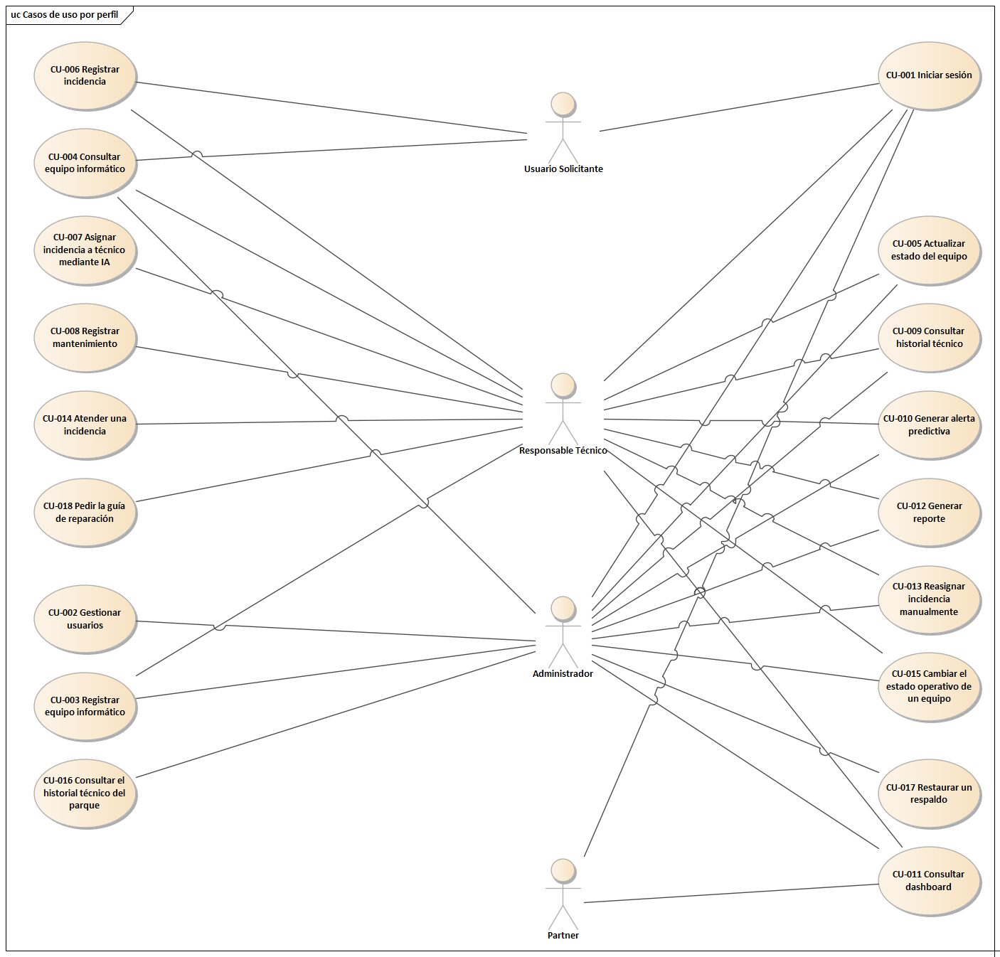 uc Casos de uso por perfil
CU-006 Registrar
incidencia
CU-001 Iniciar sesión
Usuario Solicitante
CU-004 Consultar
equipo informático
CU-007 Asignar
incidencia a técnico
mediante IA
CU-005 Actualizar
estado del equipo
CU-008 Registrar
mantenimiento
CU-009 Consultar
historial técnico
CU-014 Atender una
incidencia
CU-010 Generar alerta
predictiva
Responsable Técnico
CU-018 Pedir la guía
de reparación
CU-012 Generar
reporte
CU-002 Gestionar
usuarios
CU-013 Reasignar
incidencia
manualmente
Administrador
CU-003 Registrar
equipo informático
CU-015 Cambiar el
estado operativo de
un equipo
CU-016 Consultar el
historial técnico del
parque
CU-017 Restaurar un
respaldo
CU-011 Consultar
dashboard
Partner